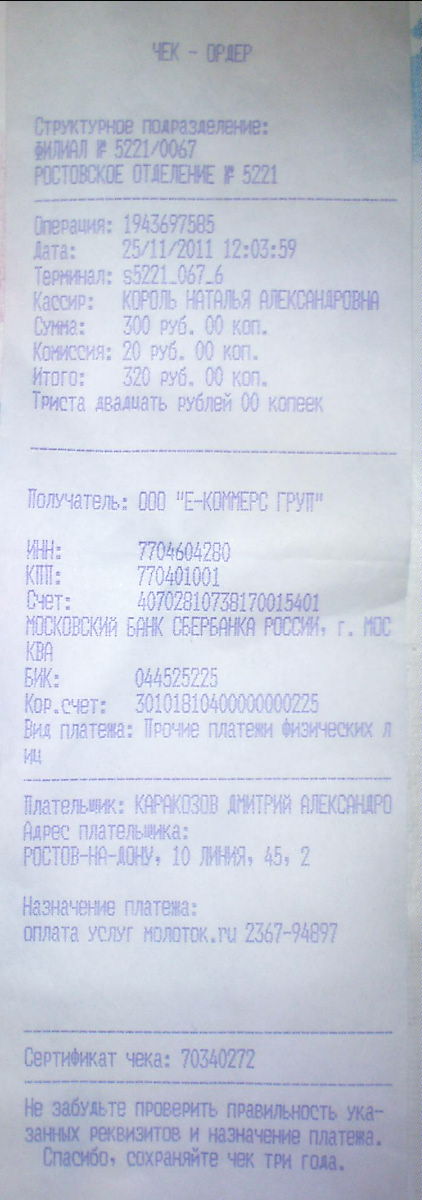 ЧЕК - ОРДЕР
Структурное подразделение:
ФИЛИАЛ № 5221/0067
РОСТОВСКОЕ ОТДЕЛЕНИЕ № 5221
Операция: 1943697585
Дата: 25/11/2011 12:03:59
Терминал: s5221_067_6
Кассир: КОРОЛЬ НАТАЛЬЯ АЛЕКСАНДРОВНА
Сумма: 300 руб. 00 коп.
Комиссия: 20 руб. 00 коп.
Итого: 320 руб. 00 коп.
Триста двадцать рублей 00 копеек
Получатель: ООО "Е-КОММЕРС ГРУП"
ИНН: 7704604280
КПП: 770401001
Счет: 40702810738170015401
МОСКОВСКИЙ БАНК СБЕРБАНКА РОССИИ, г. МОС
КВА
БИК: 044525225
Кор.счет: 30101810400000000225
Вид платежа: Прочие платежи физических л
иц
Плательщик: КАРАКОЗОВ ДМИТРИЙ АЛЕКСАНДРО
Адрес плательщика:
РОСТОВ-НА-ДОНУ, 10 ЛИНИЯ, 45, 2
Назначение платежа:
оплата услуг молоток.ru 2367-94897
Сертификат чека: 70340272
Не забудьте проверить правильность ука-
занных реквизитов и назначение платежа.
Спасибо, сохраняйте чек три года.